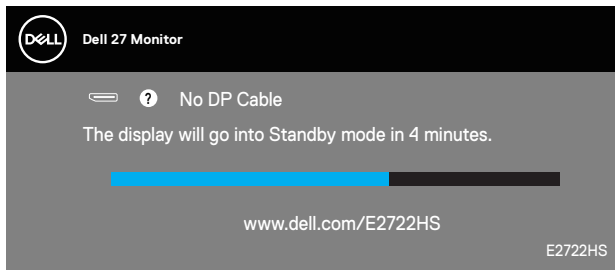 DELL
Dell 27 Monitor
? No DP Cable
The display will go into Standby mode in 4 minutes.
www.dell.com/E2722HS
E2722HS